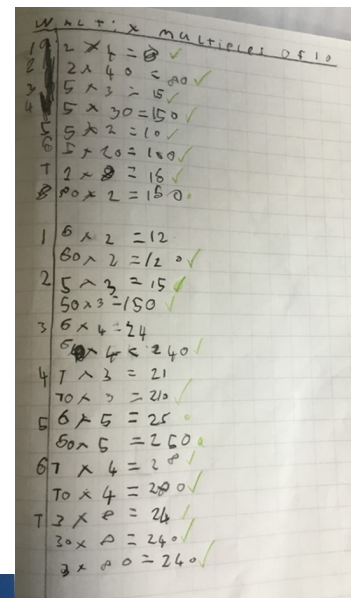 WALT: x multiples of 10
1 2 x 4 = 8 ✓
2 2 x 40 = 80 ✓
3 5 x 3 = 15 ✓
4 5 x 30 = 150 ✓
5 5 x 2 = 10 ✓
6 5 x 20 = 100 ✓
7 2 x 8 = 16 ✓
8 80 x 2 = 150 .
1 6 x 2 = 12
60 x 2 = 120 ✓
2 5 x 3 = 15 ✓
50 x 3 = 150 ✓
3 6 x 4 = 24
60 x 4 = 240 ✓
4 7 x 3 = 21
70 x 3 = 210 ✓
5 6 x 5 = 25 .
60 x 5 = 250 .
6 7 x 4 = 28 ✓
70 x 4 = 280 ✓
7 3 x 8 = 24 ✓
30 x 8 = 240 ✓
3 x 80 = 240 ✓